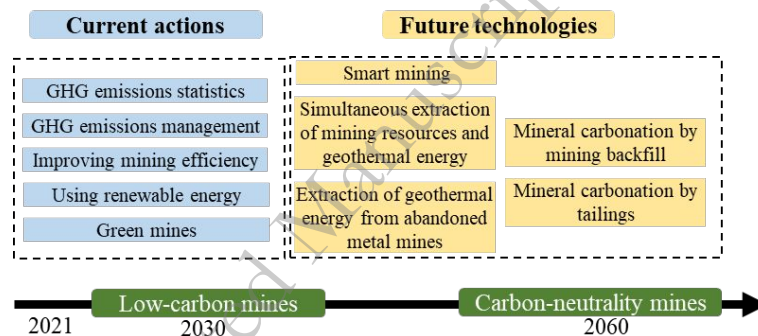 Current actions
Future technologies
GHG emissions statistics
GHG emissions management
Improving mining efficiency
Using renewable energy
Green mines
Smart mining
Simultaneous extraction
of mining resources and
geothermal energy
Extraction of geothermal
energy from abandoned
metal mines
Mineral carbonation by
mining backfill
Mineral carbonation by
tailings
Low-carbon mines
Carbon-neutrality mines
2021
2030
2060
ed Manuscrip